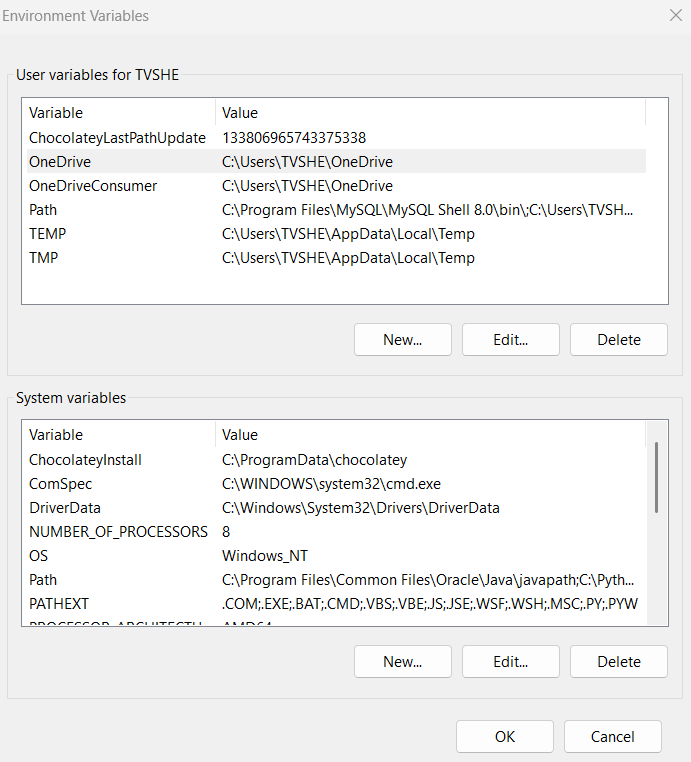 Environment Variables
User variables for TVSHE
Variable Value
ChocolateyLastPathUpdate 133806965743375338
OneDrive C:\Users\TVSHE\OneDrive
OneDriveConsumer C:\Users\TVSHE\OneDrive
Path C:\Program Files\MySQL\MySQL Shell 8.0\bin\;C:\Users\TVSH...
TEMP C:\Users\TVSHE\AppData\Local\Temp
TMP C:\Users\TVSHE\AppData\Local\Temp
New... Edit... Delete
System variables
Variable Value
ChocolateyInstall C:\ProgramData\chocolatey
ComSpec C:\WINDOWS\system32\cmd.exe
DriverData C:\Windows\System32\Drivers\DriverData
NUMBER_OF_PROCESSORS 8
OS Windows_NT
Path C:\Program Files\Common Files\Oracle\Java\javapath;C:\Pyth...
PATHEXT .COM;.EXE;.BAT;.CMD;.VBS;.VBE;.JS;.JSE;.WSF;.WSH;.MSC;.PY;.PYW
PROCESSOR_ARCHITECTU... AMD64
New... Edit... Delete
OK Cancel